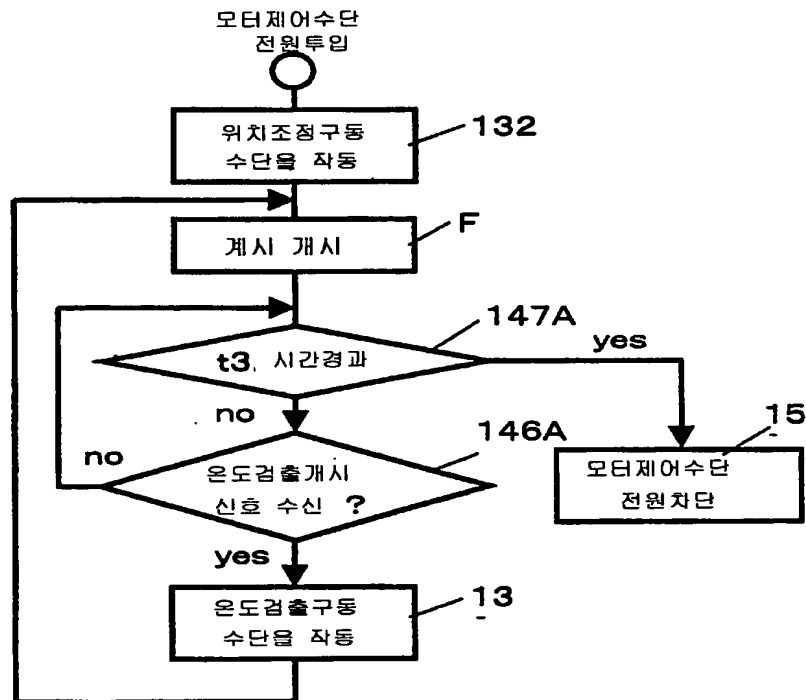 모터제어수단
전원투입
위치조정구동
수단을 작동
132
계시 개시
F
147A
t3. 시간경과
yes
no
15
146A
no
온도검출개시
신호 수신 ?
모터제어수단
전원차단
yes
온도검출구동
수단을 작동
13